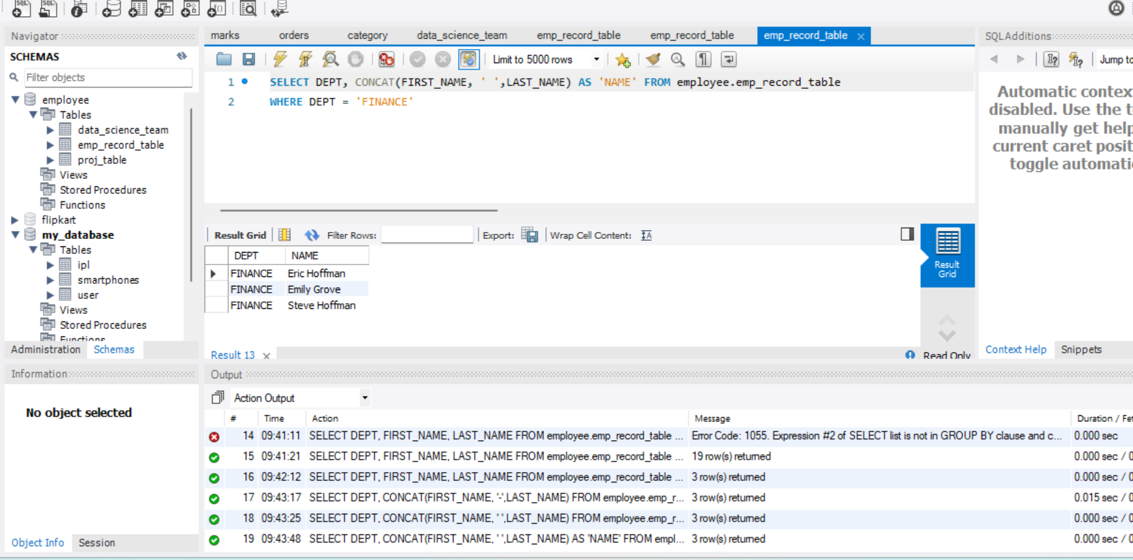 Navigator
SCHEMAS
Filter objects
employee
Tables
data_science_team
emp_record_table
proj_table
Views
Stored Procedures
Functions
flipkart
my_database
Tables
ipl
smartphones
user
Views
Stored Procedures
Functions
Administration Schemas
Information
No object selected
Object Info Session
marks orders category data_science_team emp_record_table emp_record_table emp_record_table
Limit to 5000 rows
1 SELECT DEPT, CONCAT(FIRST_NAME, ' ',LAST_NAME) AS 'NAME' FROM employee.emp_record_table
2 WHERE DEPT = 'FINANCE'
Result Grid Filter Rows: Export: Wrap Cell Content:
DEPT NAME
FINANCE Eric Hoffman
FINANCE Emily Grove
FINANCE Steve Hoffman
Result Grid
Result 13
Read Only
SQLAdditions
Jump to
Automatic contex
disabled. Use the t
manually get help
current caret posit
toggle automati
Context Help Snippets
Output
Action Output
# Time Action Message Duration / Fet
14 09:41:11 SELECT DEPT, FIRST_NAME, LAST_NAME FROM employee.emp_record_table ... Error Code: 1055. Expression #2 of SELECT list is not in GROUP BY clause and c... 0.000 sec
15 09:41:21 SELECT DEPT, FIRST_NAME, LAST_NAME FROM employee.emp_record_table ... 19 row(s) returned 0.000 sec / 0
16 09:42:12 SELECT DEPT, FIRST_NAME, LAST_NAME FROM employee.emp_record_table ... 3 row(s) returned 0.000 sec / 0
17 09:43:17 SELECT DEPT, CONCAT(FIRST_NAME, '-',LAST_NAME) FROM employee.emp_r... 3 row(s) returned 0.015 sec / 0
18 09:43:25 SELECT DEPT, CONCAT(FIRST_NAME, ' ',LAST_NAME) FROM employee.emp_r... 3 row(s) returned 0.000 sec / 0
19 09:43:48 SELECT DEPT, CONCAT(FIRST_NAME, ' ',LAST_NAME) AS 'NAME' FROM empl... 3 row(s) returned 0.000 sec / 0